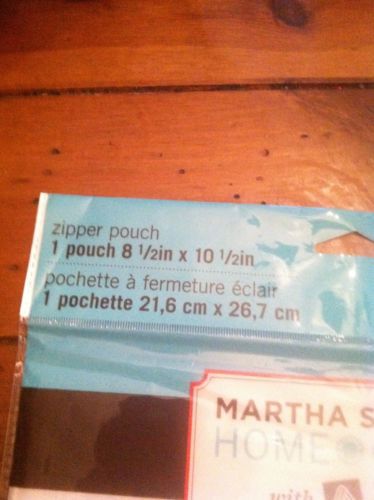 zipper pouch
1 pouch 8 1/2in x 10 1/2in
pochette à fermeture éclair
1 pochette 21,6 cm x 26,7 cm
MARTHA S
HOME
with